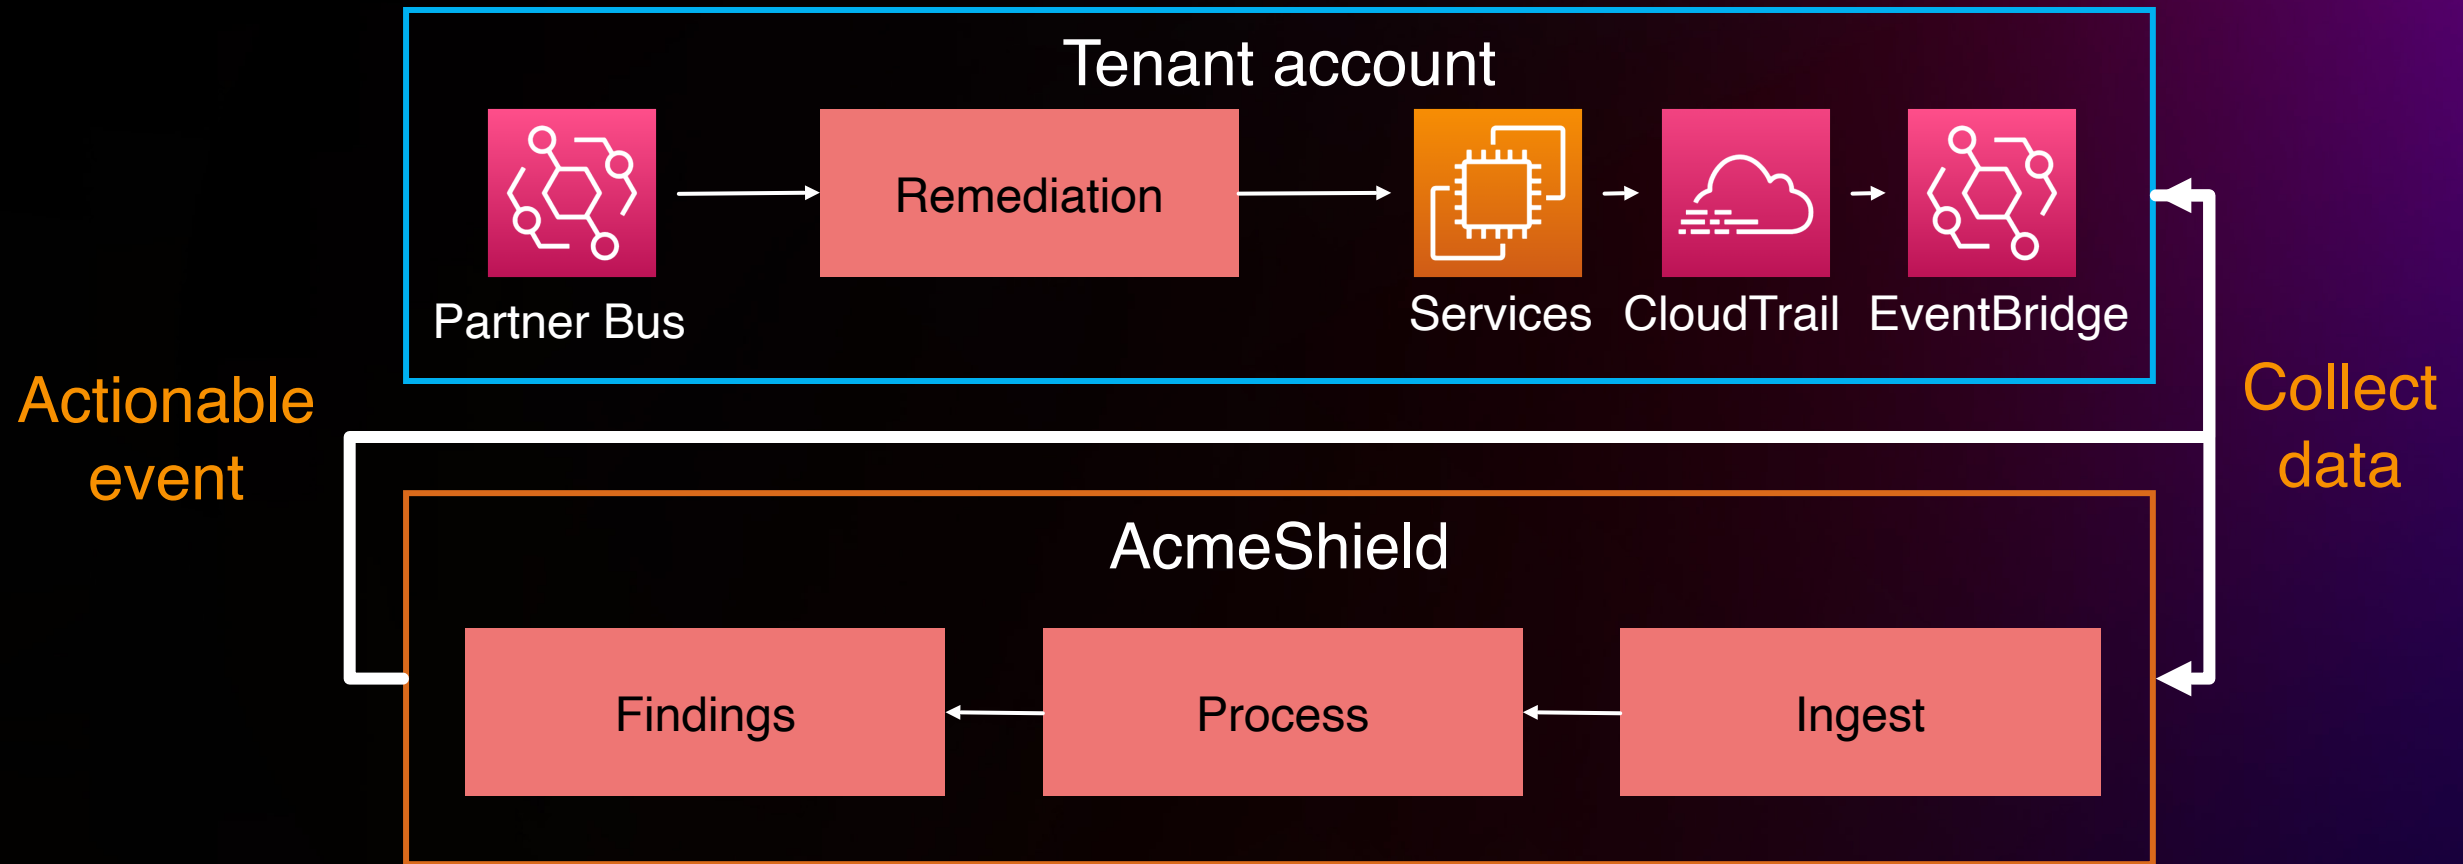 Tenant account
Remediation
Partner Bus
Services
CloudTrail
EventBridge
Actionable
event
Collect
data
AcmeShield
Findings
Process
Ingest